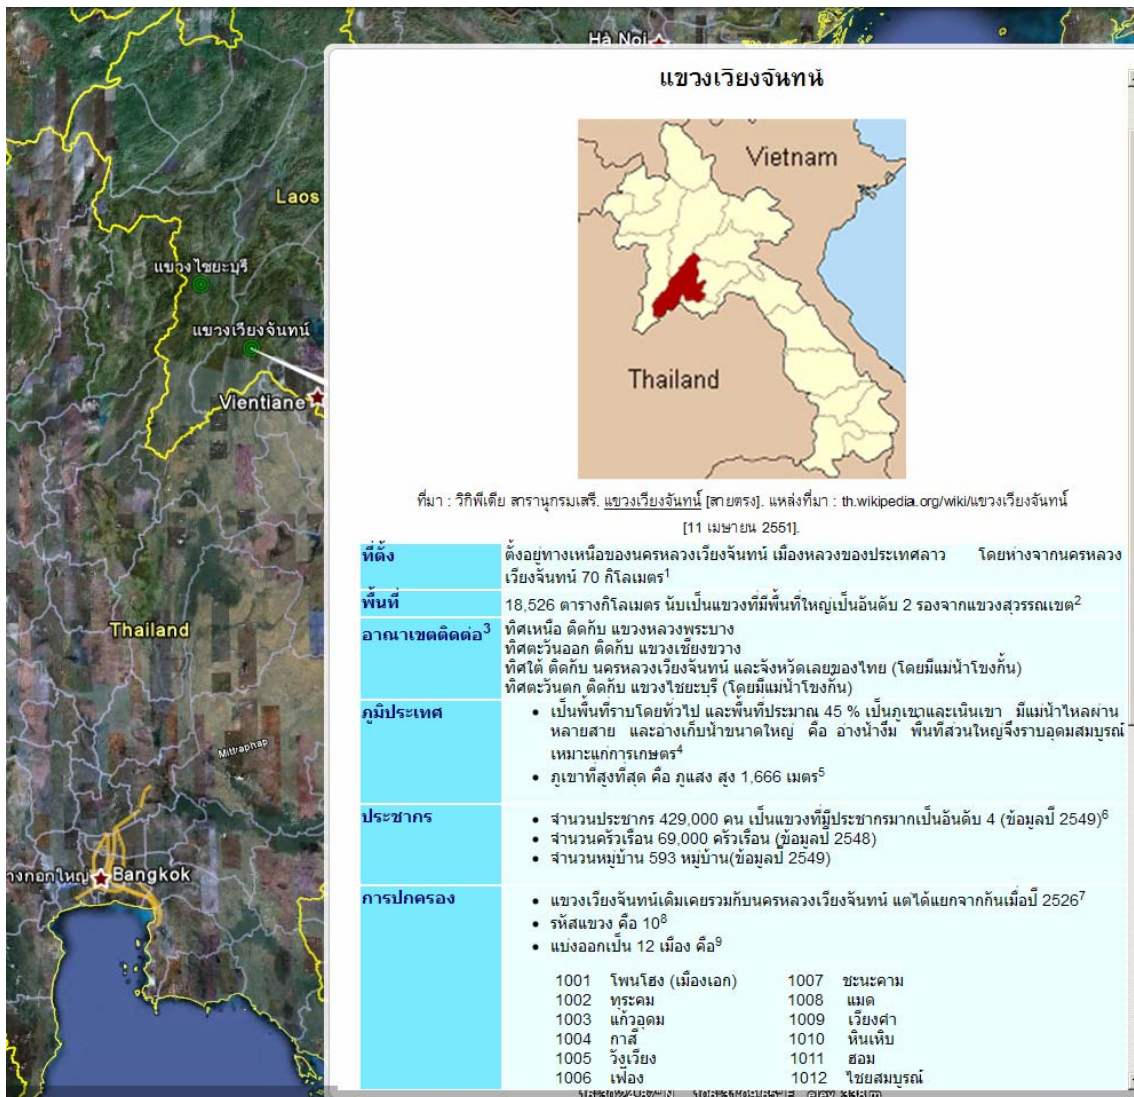 Hà Nội
Laos
แขวงไชยะบุรี
แขวงเวียงจันทน์
Vientiane
Thailand
Mittraphap
Bangkok
แขวงเวียงจันทน์
Vietnam
Thailand
ที่มา : วิกิพีเดีย สารานุกรมเสรี. แขวงเวียงจันทน์ [สายตรง]. แหล่งที่มา : th.wikipedia.org/wiki/แขวงเวียงจันทน์
[11 เมษายน 2551].
ที่ตั้ง ตั้งอยู่ทางเหนือของนครหลวงเวียงจันทน์ เมืองหลวงของประเทศลาว โดยห่างจากนครหลวง
เวียงจันทน์ 70 กิโลเมตร¹
พื้นที่ 18,526 ตารางกิโลเมตร นับเป็นแขวงที่มีพื้นที่ใหญ่เป็นอันดับ 2 รองจากแขวงสุวรรณเขต²
อาณาเขตติดต่อ³ ทิศเหนือ ติดกับ แขวงหลวงพระบาง
ทิศตะวันออก ติดกับ แขวงเชียงขวาง
ทิศใต้ ติดกับ นครหลวงเวียงจันทน์ และจังหวัดเลยของไทย (โดยมีแม่น้ำโขงกั้น)
ทิศตะวันตก ติดกับ แขวงไชยะบุรี (โดยมีแม่น้ำโขงกั้น)
ภูมิประเทศ • เป็นพื้นที่ราบโดยทั่วไป และพื้นที่ประมาณ 45 % เป็นภูเขาและเนินเขา มีแม่น้ำไหลผ่าน
หลายสาย และอ่างเก็บน้ำขนาดใหญ่ คือ อ่างน้ำงึม พื้นที่ส่วนใหญ่จึงราบอุดมสมบูรณ์
เหมาะแก่การเกษตร⁴
• ภูเขาที่สูงที่สุด คือ ภูแสง สูง 1,666 เมตร⁵
ประชากร • จำนวนประชากร 429,000 คน เป็นแขวงที่มีประชากรมากเป็นอันดับ 4 (ข้อมูลปี 2549)⁶
• จำนวนครัวเรือน 69,000 ครัวเรือน (ข้อมูลปี 2548)
• จำนวนหมู่บ้าน 593 หมู่บ้าน(ข้อมูลปี 2549)
การปกครอง • แขวงเวียงจันทน์เดิมเคยรวมกับนครหลวงเวียงจันทน์ แต่ได้แยกจากกันเมื่อปี 2526⁷
• รหัสแขวง คือ 10⁸
• แบ่งออกเป็น 12 เมือง คือ⁹
1001 โพนโฮง (เมืองเอก) 1007 ชะนะคาม
1002 ทุระคม 1008 แมด
1003 แก้วอุดม 1009 เวียงคำ
1004 กาสี 1010 หินเหิบ
1005 วังเวียง 1011 ฮอม
1006 เฟือง 1012 ไชยสมบูรณ์